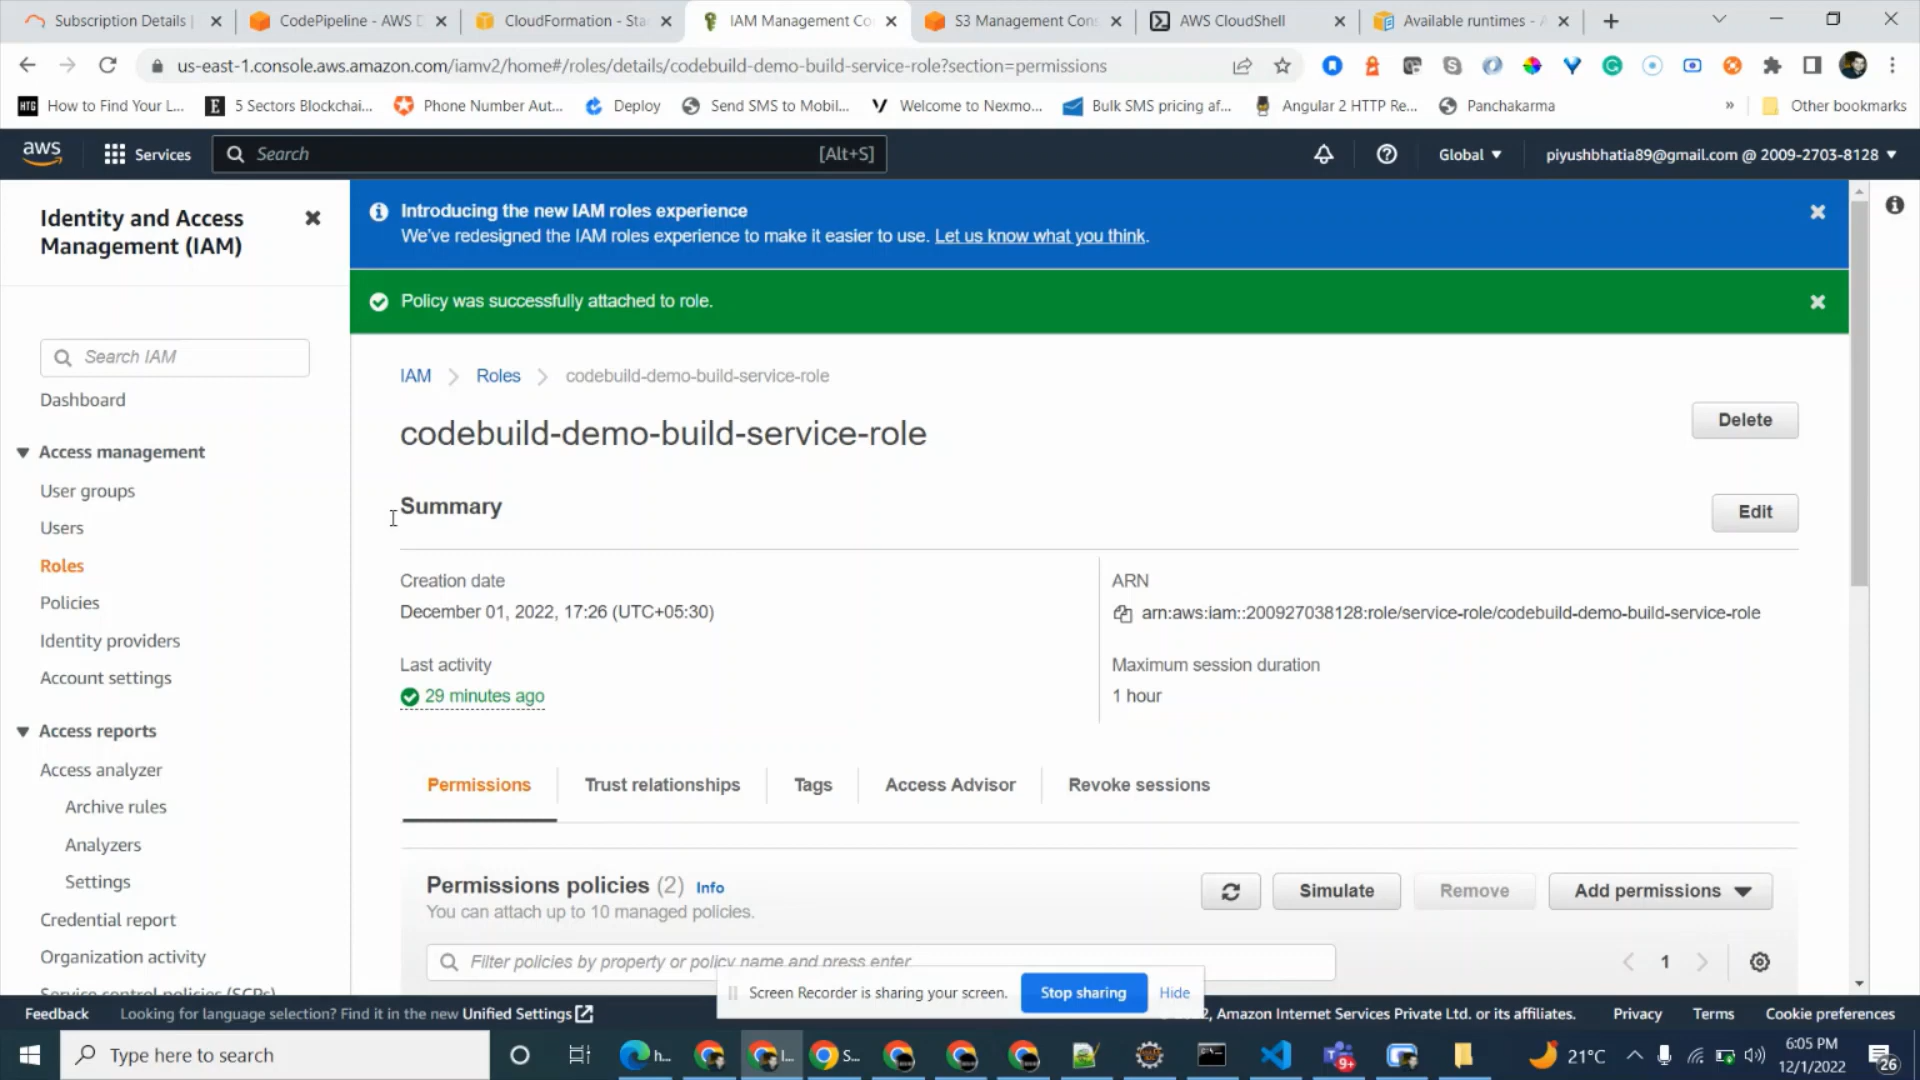 Subscription Details |
CodePipeline - AWS D
CloudFormation - Sta
IAM Management Co
S3 Management Cons
AWS CloudShell
Available runtimes - A
us-east-1.console.aws.amazon.com/iamv2/home#/roles/details/codebuild-demo-build-service-role?section=permissions
HTG
How to Find Your L...
E
5 Sectors Blockchai...
Phone Number Aut...
Deploy
Send SMS to Mobil...
Welcome to Nexmo...
Bulk SMS pricing af...
Angular 2 HTTP Re...
Panchakarma
»
Other bookmarks
aws
Services
Search
[Alt+S]
Global
piyushbhatia89@gmail.com @ 2009-2703-8128
Identity and Access
Management (IAM)
Search IAM
Dashboard
Access management
User groups
Users
Roles
Policies
Identity providers
Account settings
Access reports
Access analyzer
Archive rules
Analyzers
Settings
Credential report
Organization activity
Service control policies (SCPs)
Introducing the new IAM roles experience
We've redesigned the IAM roles experience to make it easier to use. Let us know what you think.
Policy was successfully attached to role.
IAM
Roles
codebuild-demo-build-service-role
codebuild-demo-build-service-role
Delete
Summary
Edit
Creation date
December 01, 2022, 17:26 (UTC+05:30)
ARN
arn:aws:iam::200927038128:role/service-role/codebuild-demo-build-service-role
Last activity
29 minutes ago
Maximum session duration
1 hour
Permissions
Trust relationships
Tags
Access Advisor
Revoke sessions
Permissions policies (2)
Info
You can attach up to 10 managed policies.
Simulate
Remove
Add permissions
Filter policies by property or policy name and press enter
1
Screen Recorder is sharing your screen.
Stop sharing
Hide
Feedback
Looking for language selection? Find it in the new Unified Settings
2, Amazon Internet Services Private Ltd. or its affiliates.
Privacy
Terms
Cookie preferences
Type here to search
h...
I...
S...
9+
21°C
6:05 PM
12/1/2022
26